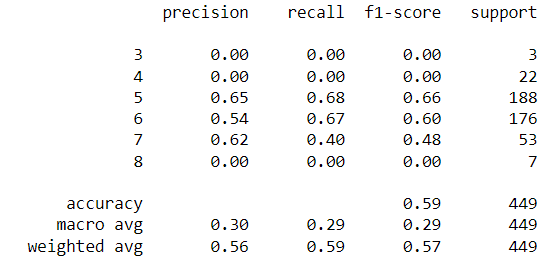 precision recall f1-score support
3 0.00 0.00 0.00 3
4 0.00 0.00 0.00 22
5 0.65 0.68 0.66 188
6 0.54 0.67 0.60 176
7 0.62 0.40 0.48 53
8 0.00 0.00 0.00 7
accuracy 0.59 449
macro avg 0.30 0.29 0.29 449
weighted avg 0.56 0.59 0.57 449